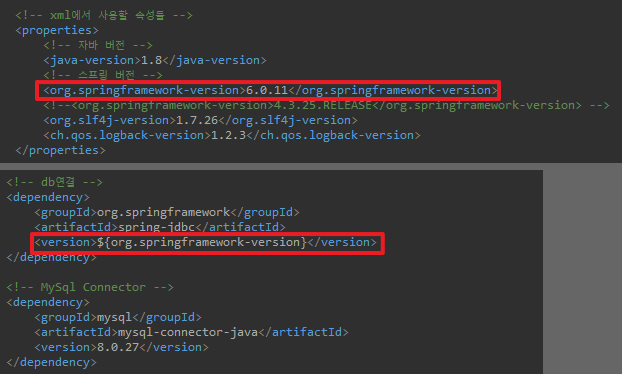 <!-- xml에서 사용할 속성들 -->
<properties>
<!-- 자바 버전 -->
<java-version>1.8</java-version>
<!-- 스프링 버전 -->
<org.springframework-version>6.0.11</org.springframework-version>
<!--<org.springframework-version>4.3.25.RELEASE</org.springframework-version> -->
<org.slf4j-version>1.7.26</org.slf4j-version>
<ch.qos.logback-version>1.2.3</ch.qos.logback-version>
</properties>
<!-- db연결 -->
<dependency>
<groupId>org.springframework</groupId>
<artifactId>spring-jdbc</artifactId>
<version>${org.springframework-version}</version>
</dependency>
<!-- MySql Connector -->
<dependency>
<groupId>mysql</groupId>
<artifactId>mysql-connector-java</artifactId>
<version>8.0.27</version>
</dependency>